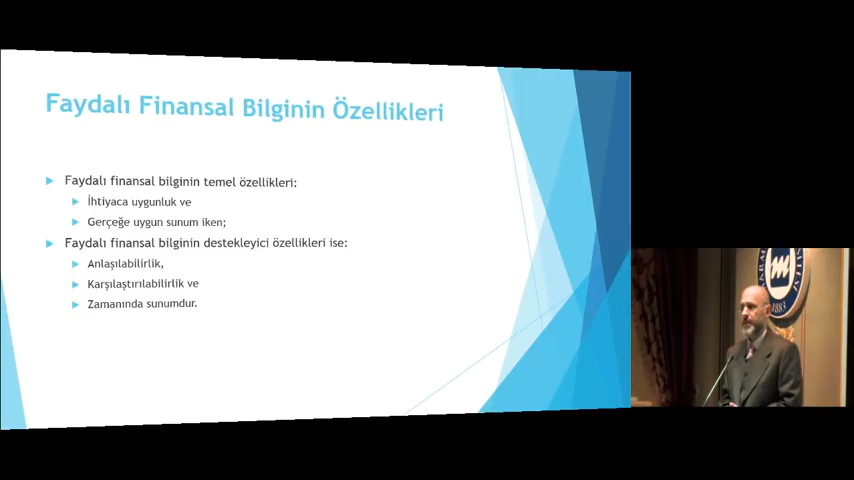 Faydalı Finansal Bilginin Özellikleri
Faydalı finansal bilginin temel özellikleri:
İhtiyaca uygunluk ve
Gerçeğe uygun sunum iken;
Faydalı finansal bilginin destekleyici özellikleri ise:
Anlaşılabilirlik,
Karşılaştırılabilirlik ve
Zamanında sunumdur.
1883